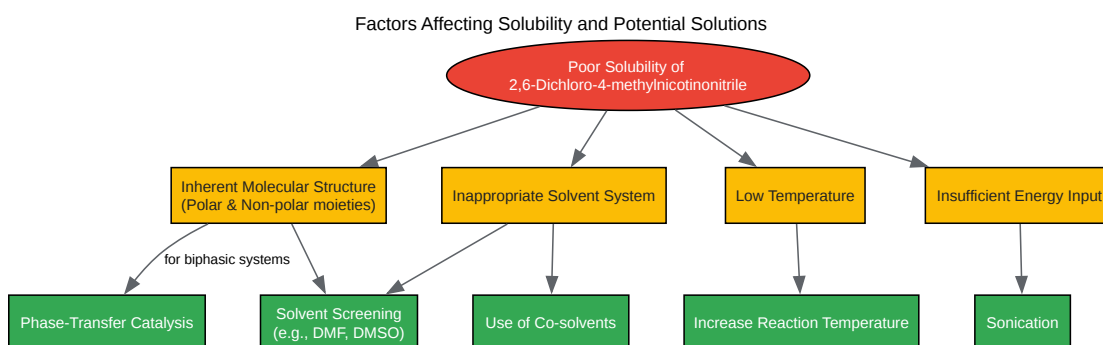 Factors Affecting Solubility and Potential Solutions
Poor Solubility of
2,6-Dichloro-4-methylnicotinonitrile
Inherent Molecular Structure
(Polar & Non-polar moieties)
Inappropriate Solvent System
Low Temperature
Insufficient Energy Input
for biphasic systems
Phase-Transfer Catalysis
Solvent Screening
(e.g., DMF, DMSO)
Use of Co-solvents
Increase Reaction Temperature
Sonication